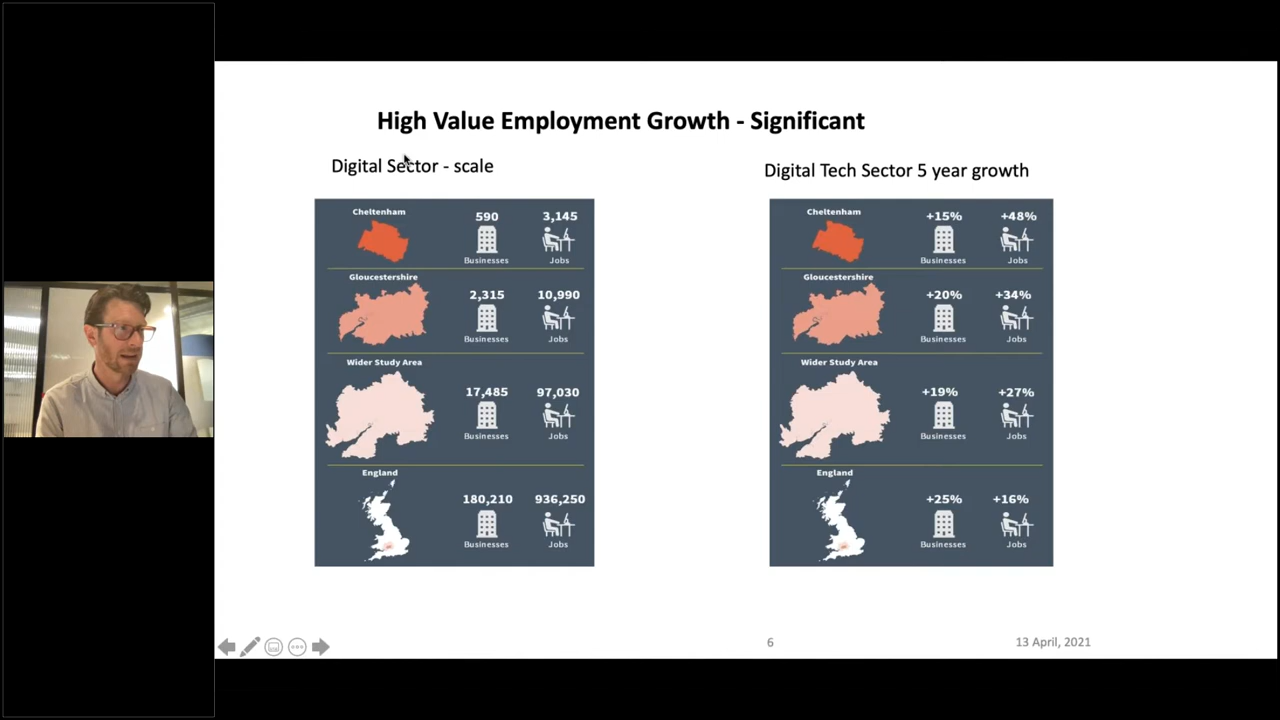 High Value Employment Growth - Significant
Digital Sector - scale
Cheltenham
590
3,145
Businesses
Jobs
Gloucestershire
2,315
10,990
Businesses
Jobs
Wider Study Area
17,485
97,030
Businesses
Jobs
England
180,210
936,250
Businesses
Jobs
Digital Tech Sector 5 year growth
Cheltenham
+15%
+48%
Businesses
Jobs
Gloucestershire
+20%
+34%
Businesses
Jobs
Wider Study Area
+19%
+27%
Businesses
Jobs
England
+25%
+16%
Businesses
Jobs
6
13 April, 2021